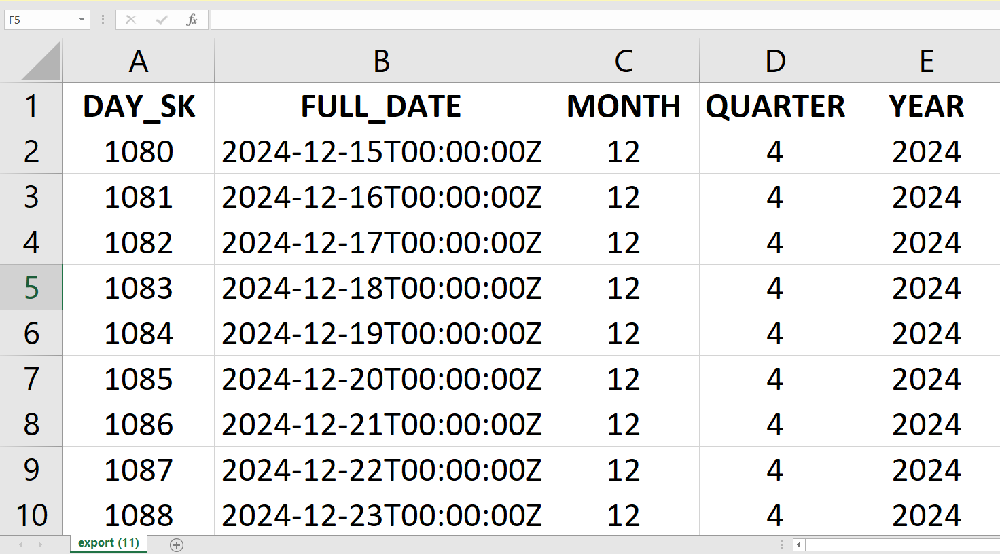 F5 fx
A B C D E
1 DAY_SK FULL_DATE MONTH QUARTER YEAR
2 1080 2024-12-15T00:00:00Z 12 4 2024
3 1081 2024-12-16T00:00:00Z 12 4 2024
4 1082 2024-12-17T00:00:00Z 12 4 2024
5 1083 2024-12-18T00:00:00Z 12 4 2024
6 1084 2024-12-19T00:00:00Z 12 4 2024
7 1085 2024-12-20T00:00:00Z 12 4 2024
8 1086 2024-12-21T00:00:00Z 12 4 2024
9 1087 2024-12-22T00:00:00Z 12 4 2024
10 1088 2024-12-23T00:00:00Z 12 4 2024
export (11)